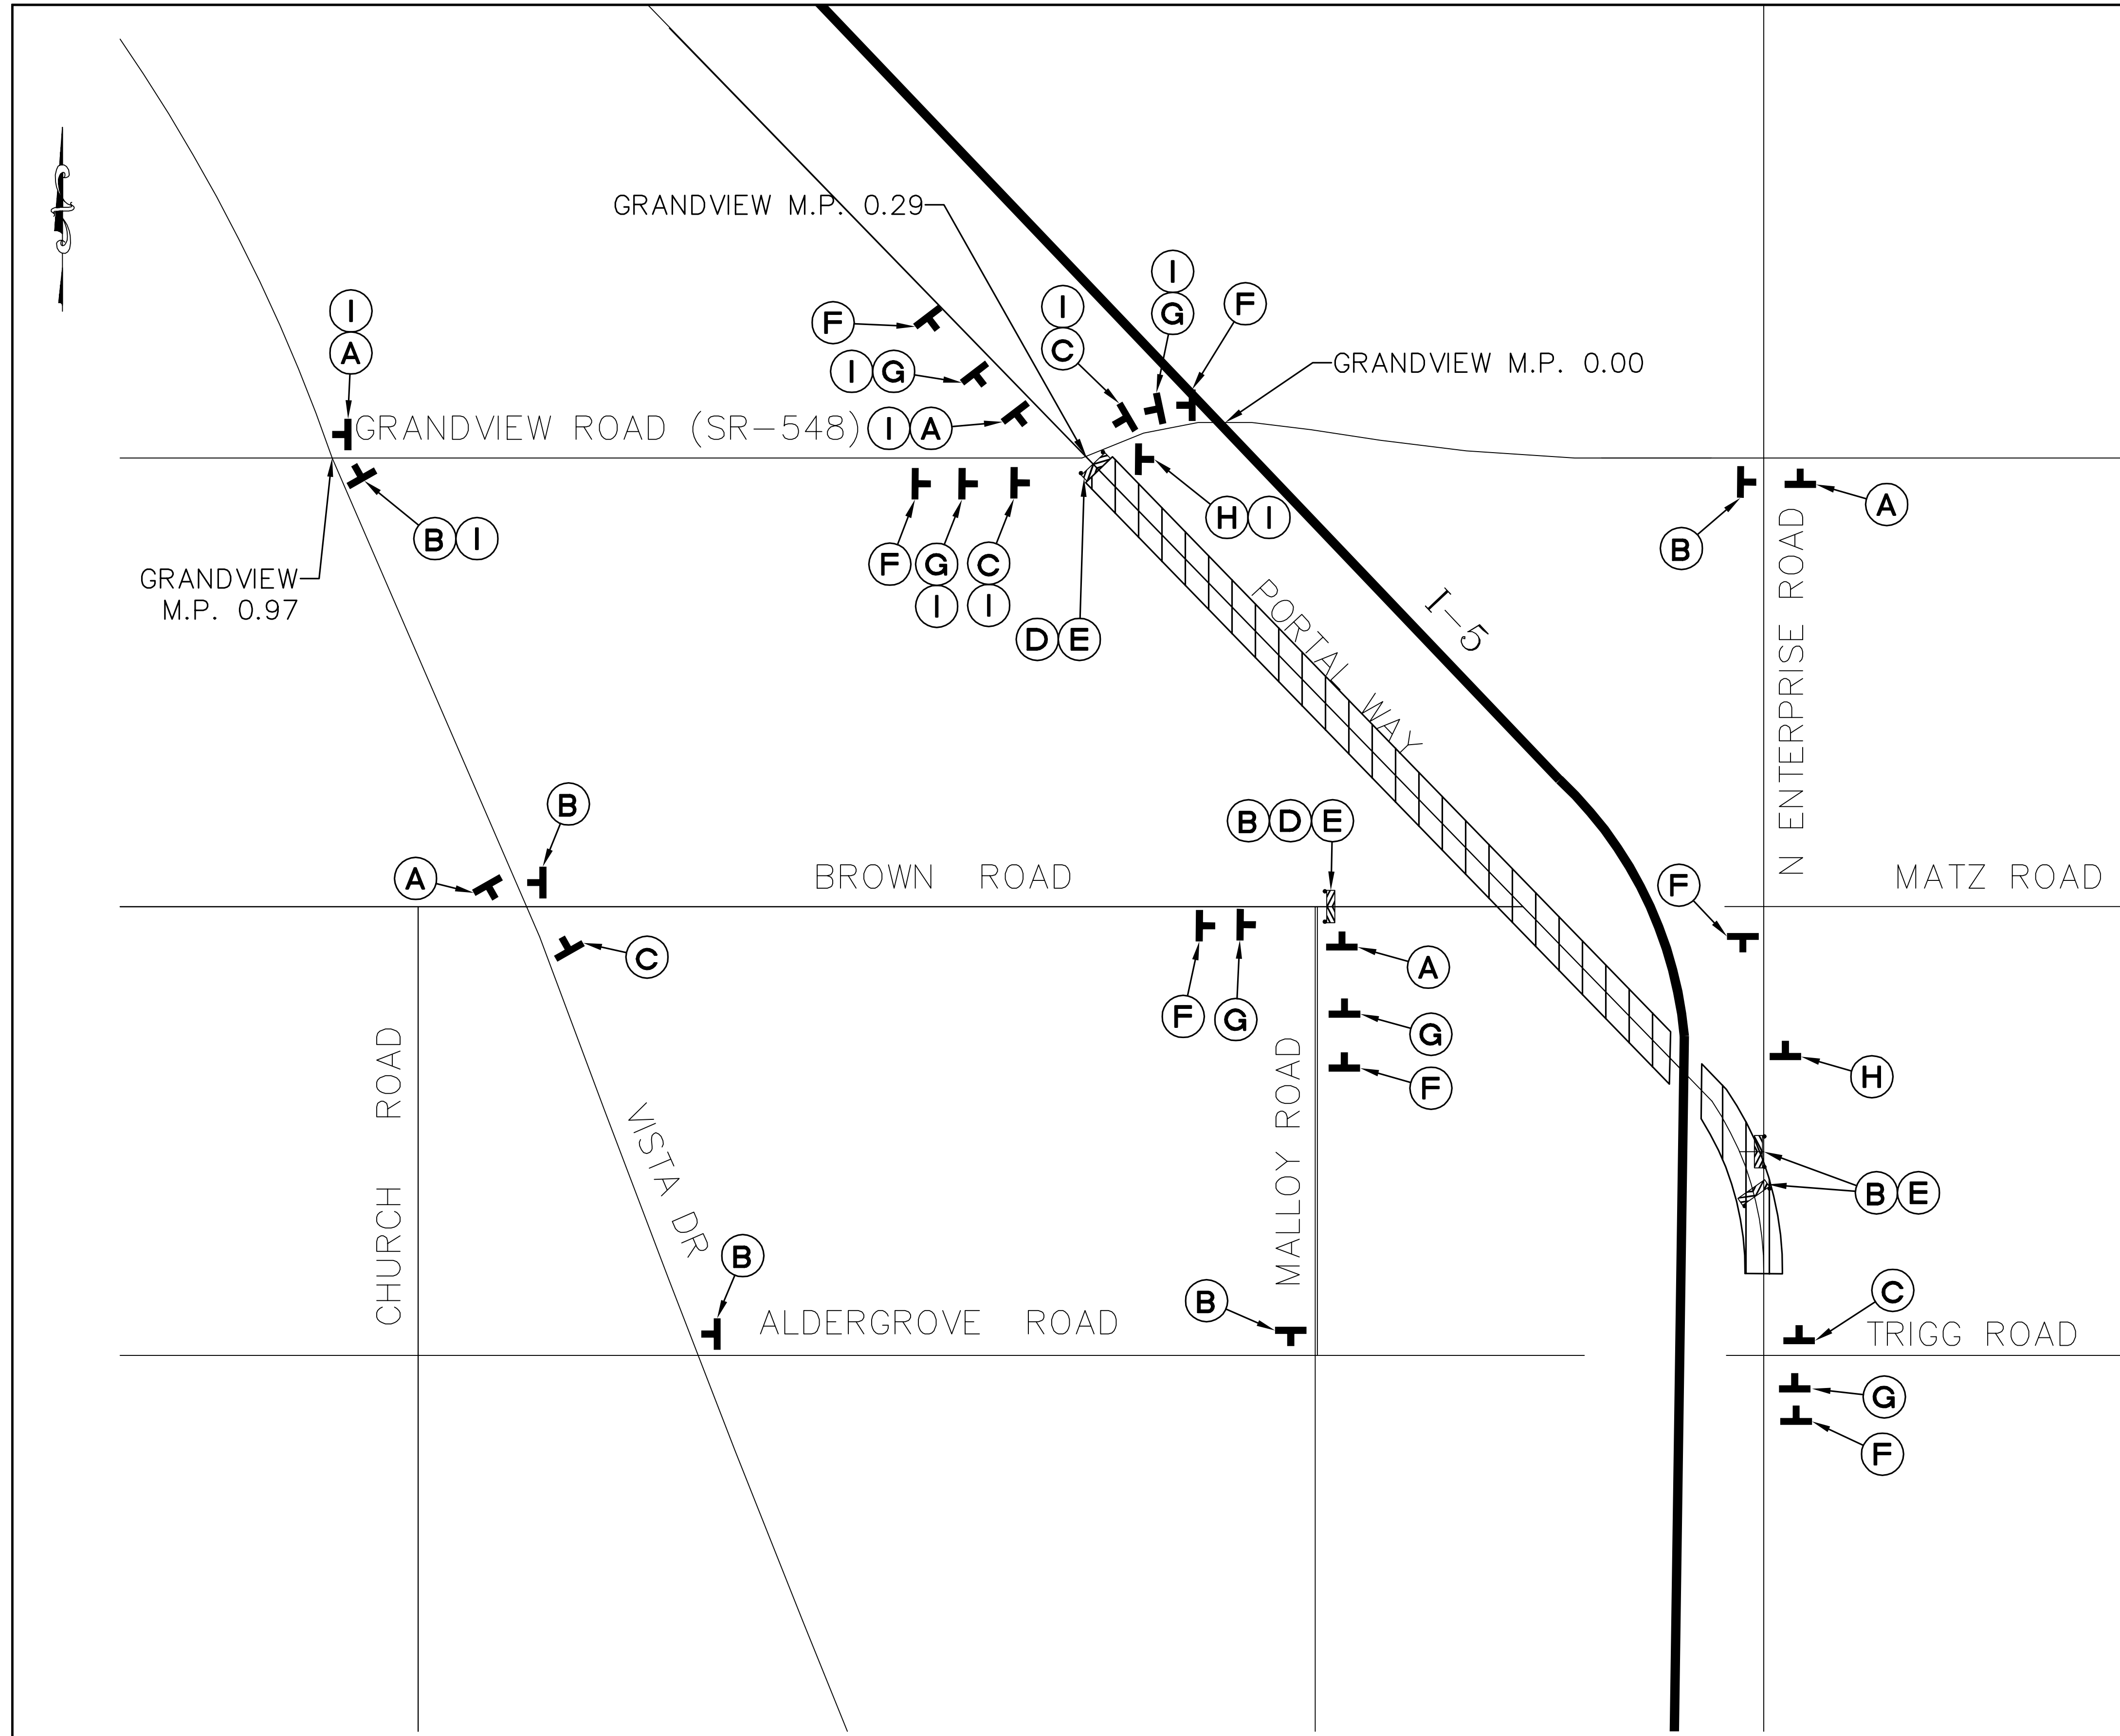 GRANDVIEW M.P. 0.29
I
G
F
I
C
I
A
F
I G
GRANDVIEW M.P. 0.00
GRANDVIEW ROAD (SR-548)
I A
B I
H I
A
B
F
G
I
C
I
GRANDVIEW
M.P. 0.97
D E
PORTAL WAY
I-5
N ENTERPRISE ROAD
B
B D E
A
BROWN ROAD
MATZ ROAD
F
C
A
F
G
G
H
F
CHURCH ROAD
VISTA DR
MALLOY ROAD
B E
B
B
C
ALDERGROVE ROAD
TRIGG ROAD
G
F